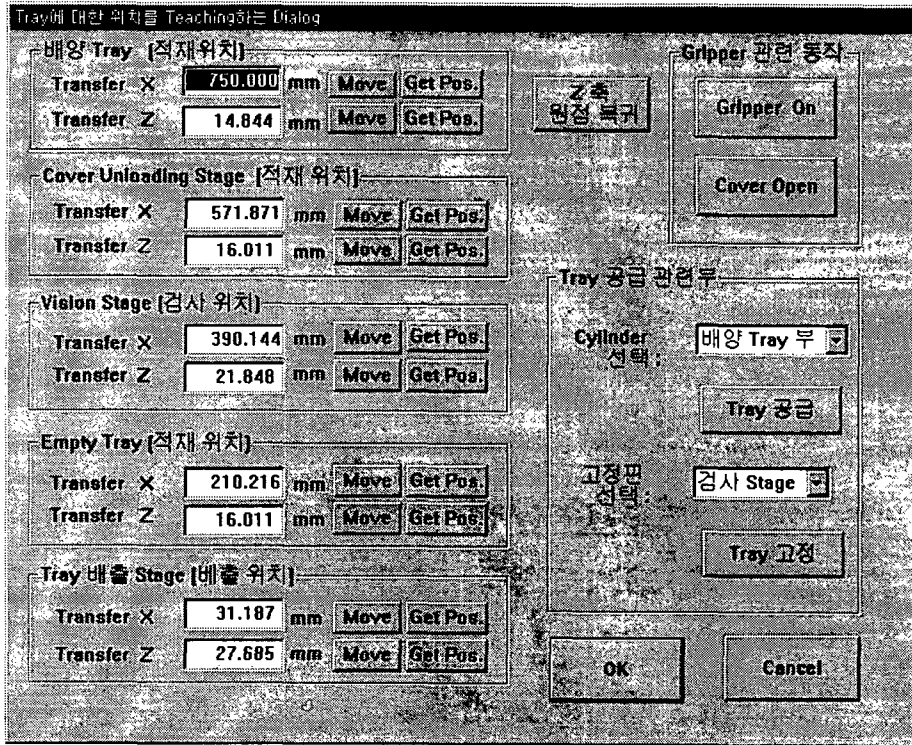 Tray에 대한 위치를 Teaching하는 Dialog
배양 Tray [적재위치]
Transfer X 750.000 mm Move Get Pos.
Transfer Z 14.844 mm Move Get Pos.
Z 축
원점 복귀
Gripper 관련 동작
Gripper On
Cover Open
Cover Unloading Stage [적재 위치]
Transfer X 571.871 mm Move Get Pos.
Transfer Z 16.011 mm Move Get Pos.
Vision Stage [검사 위치]
Transfer X 390.144 mm Move Get Pos.
Transfer Z 21.848 mm Move Get Pos.
Empty Tray [적재 위치]
Transfer X 210.216 mm Move Get Pos.
Transfer Z 16.011 mm Move Get Pos.
Tray 배출 Stage [배출 위치]
Transfer X 31.187 mm Move Get Pos.
Transfer Z 27.685 mm Move Get Pos.
Tray 공급 관련부
Cylinder
선택 :
배양 Tray 부
Tray 공급
고정편
선택:
검사 Stage
Tray 고정
OK
Cancel